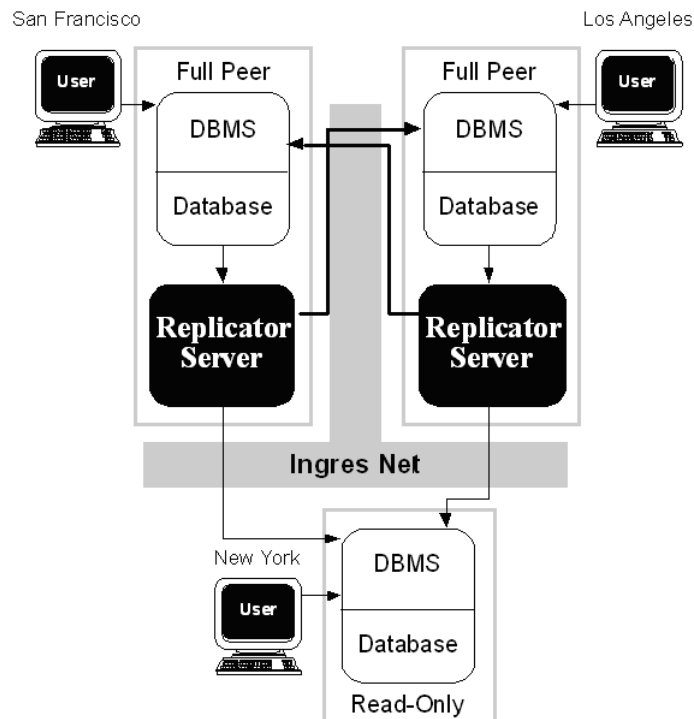 San Francisco
Los Angeles
User
Full Peer
Full Peer
User
DBMS
DBMS
Database
Database
Replicator
Server
Replicator
Server
Ingres Net
New York
DBMS
User
Database
Read-Only